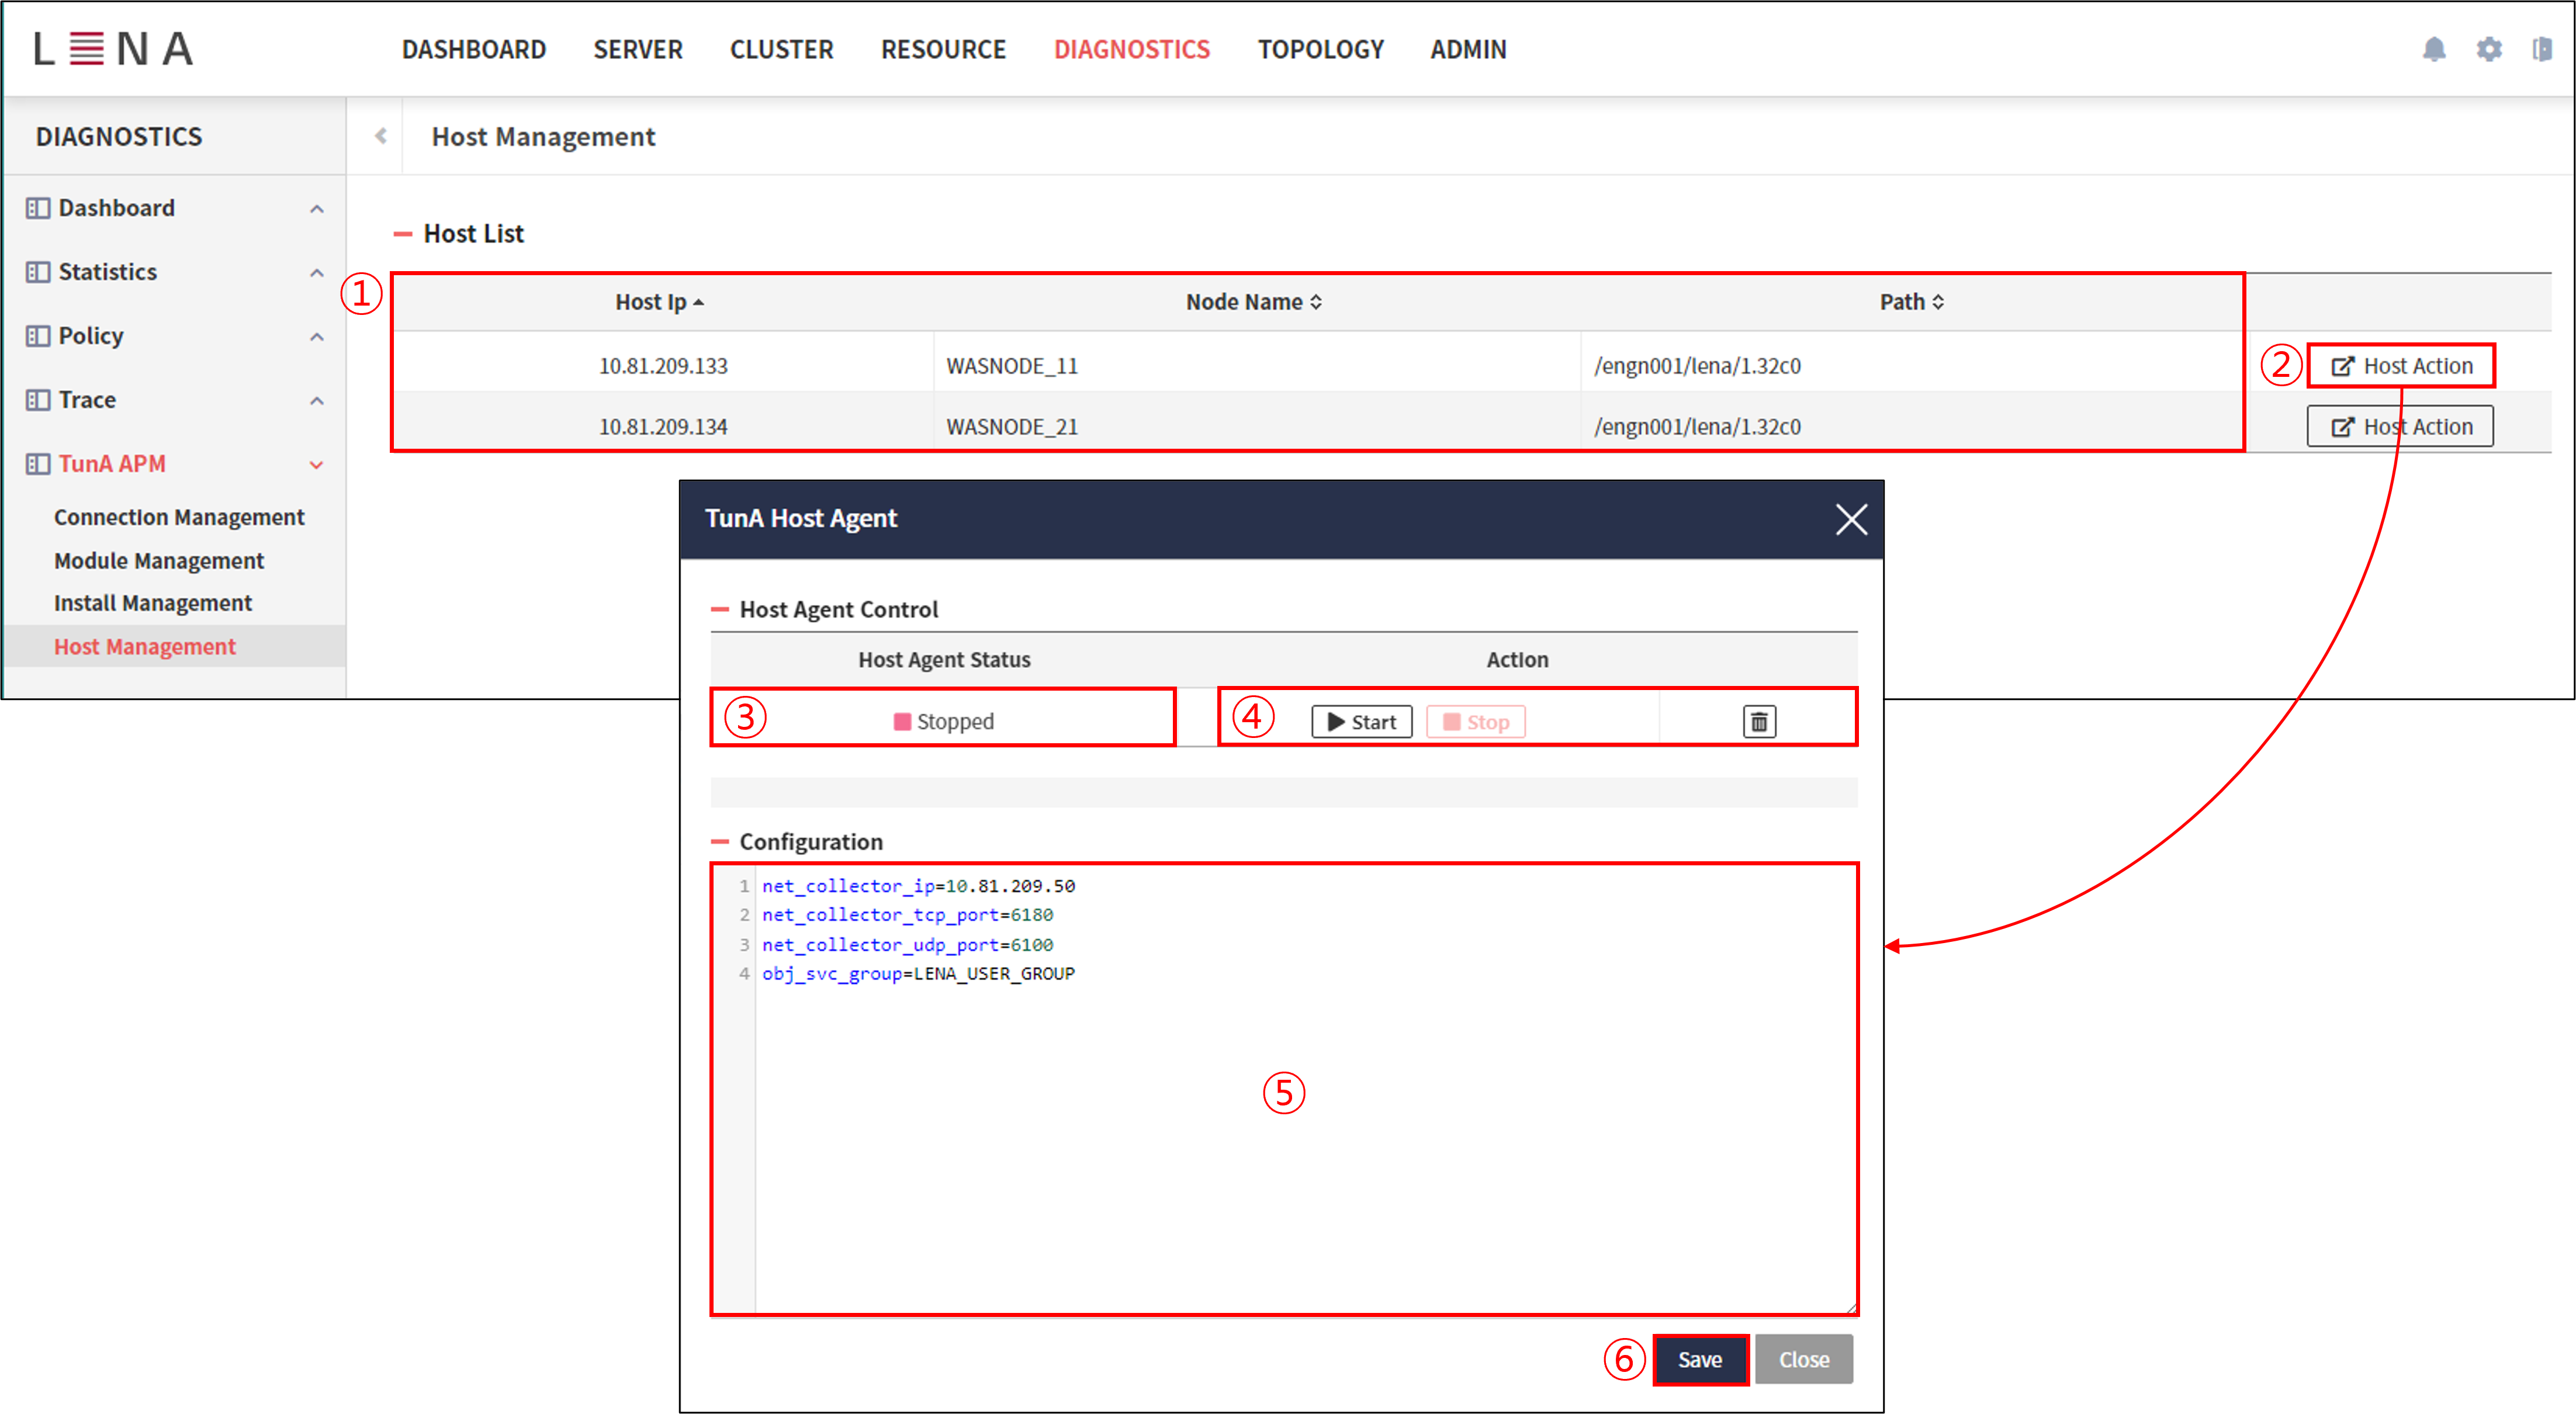 LENA
DASHBOARD SERVER CLUSTER RESOURCE DIAGNOSTICS TOPOLOGY ADMIN
DIAGNOSTICS
Host Management
Dashboard
Statistics
Policy
Trace
TunA APM
Connection Management
Module Management
Install Management
Host Management
Host List
①
Host Ip Node Name Path
10.81.209.133 WASNODE_11 /engn001/lena/1.32c0 ② Host Action
10.81.209.134 WASNODE_21 /engn001/lena/1.32c0 Host Action
TunA Host Agent
Host Agent Control
Host Agent Status Action
③ Stopped ④ Start Stop
Configuration
1 net_collector_ip=10.81.209.50
2 net_collector_tcp_port=6180
3 net_collector_udp_port=6100
4 obj_svc_group=LENA_USER_GROUP
⑤
⑥ Save Close